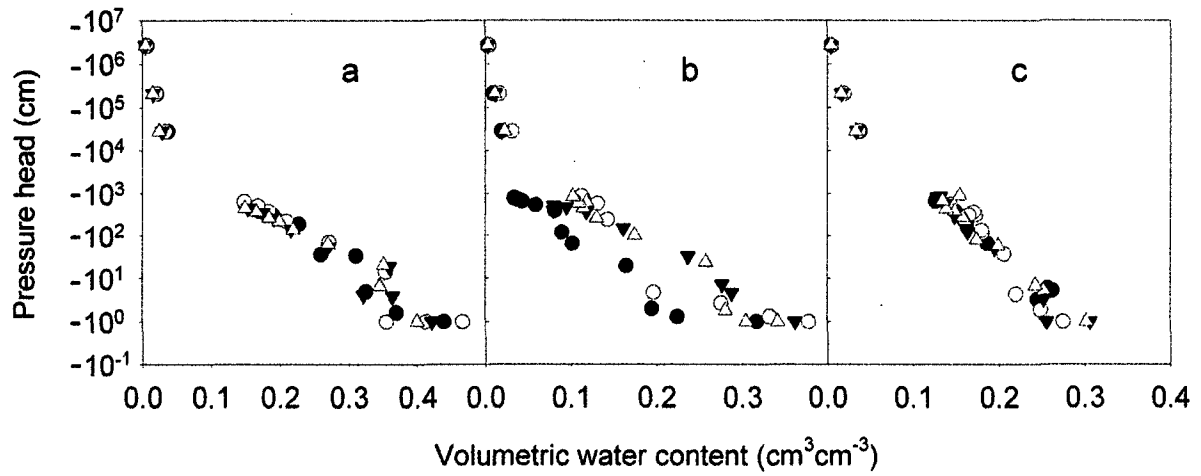 a b c
Pressure head (cm)
-10⁷
-10⁶
-10⁵
-10⁴
-10³
-10²
-10¹
-10⁰
-10⁻¹
0.0 0.1 0.2 0.3 0.4 0.0 0.1 0.2 0.3 0.4 0.0 0.1 0.2 0.3 0.4
Volumetric water content (cm³cm⁻³)